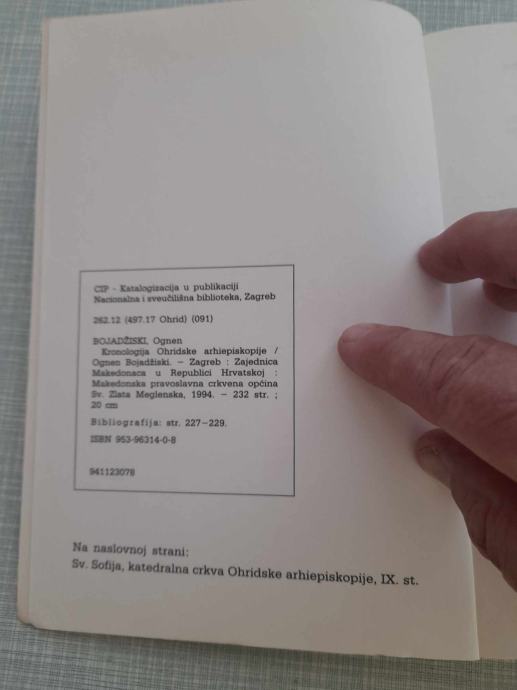 CIP - Katalogizacija u publikaciji
Nacionalna i sveučilišna biblioteka, Zagreb
262.12 (497.17 Ohrid) (091)
BOJADŽISKI, Ognen
Kronologija Ohridske arhiepiskopije /
Ognen Bojadžiski. – Zagreb : Zajednica
Makedonaca u Republici Hrvatskoj :
Makedonska pravoslavna crkvena općina
Sv. Zlata Meglenska, 1994. – 232 str. ;
20 cm
Bibliografija: str. 227–229.
ISBN 953-96314-0-8
941123078
Na naslovnoj strani:
Sv. Sofija, katedralna crkva Ohridske arhiepiskopije, IX. st.